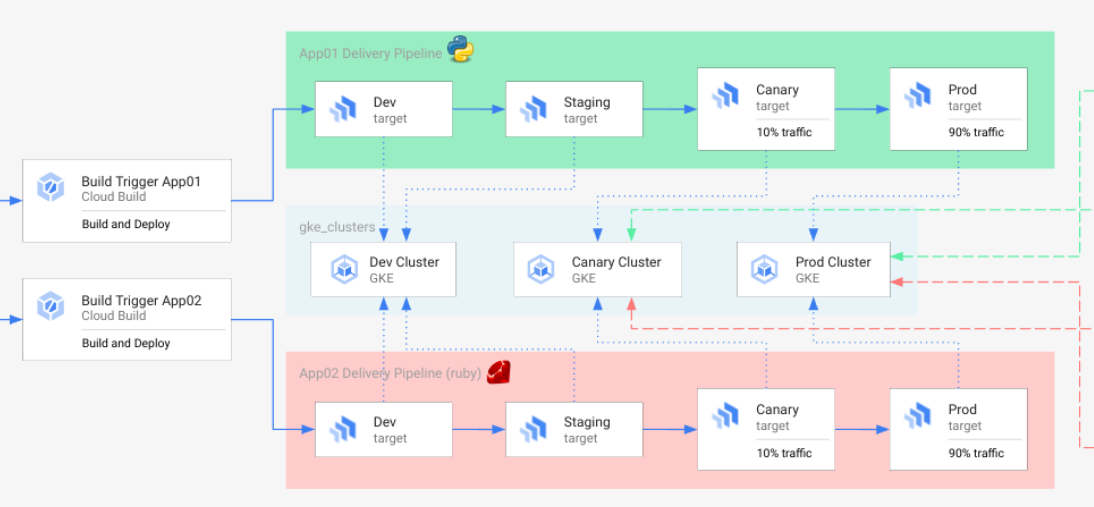 App01 Delivery Pipeline
Dev
target
Staging
target
Canary
target
10% traffic
Prod
target
90% traffic
Build Trigger App01
Cloud Build
Build and Deploy
gke_clusters
Dev Cluster
GKE
Canary Cluster
GKE
Prod Cluster
GKE
Build Trigger App02
Cloud Build
Build and Deploy
App02 Delivery Pipeline (ruby)
Dev
target
Staging
target
Canary
target
10% traffic
Prod
target
90% traffic